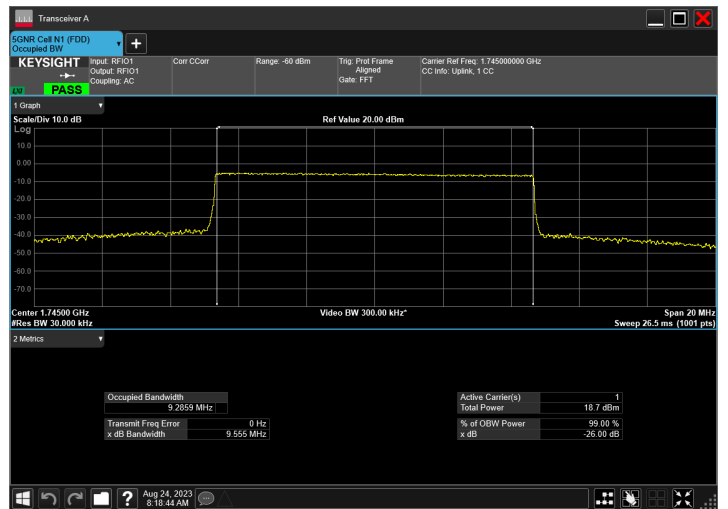 Transceiver A
5GNR Cell N1 (FDD)
Occupied BW
KEYSIGHT
LXI
PASS
Input: RFIO1
Output: RFIO1
Coupling: AC
Corr CCorr
Range: -60 dBm
Trig: Prot Frame
Aligned
Gate: FFT
Carrier Ref Freq: 1.745000000 GHz
CC Info: Uplink, 1 CC
1 Graph
Scale/Div 10.0 dB
Ref Value 20.00 dBm
Log
10.0
0.00
-10.0
-20.0
-30.0
-40.0
-50.0
-60.0
-70.0
Center 1.74500 GHz
Video BW 300.00 kHz*
Span 20 MHz
#Res BW 30.000 kHz
Sweep 26.5 ms (1001 pts)
2 Metrics
Occupied Bandwidth
9.2859 MHz
Transmit Freq Error 0 Hz
x dB Bandwidth 9.555 MHz
Active Carrier(s) 1
Total Power 18.7 dBm
% of OBW Power 99.00 %
x dB -26.00 dB
?
Aug 24, 2023
8:18:44 AM